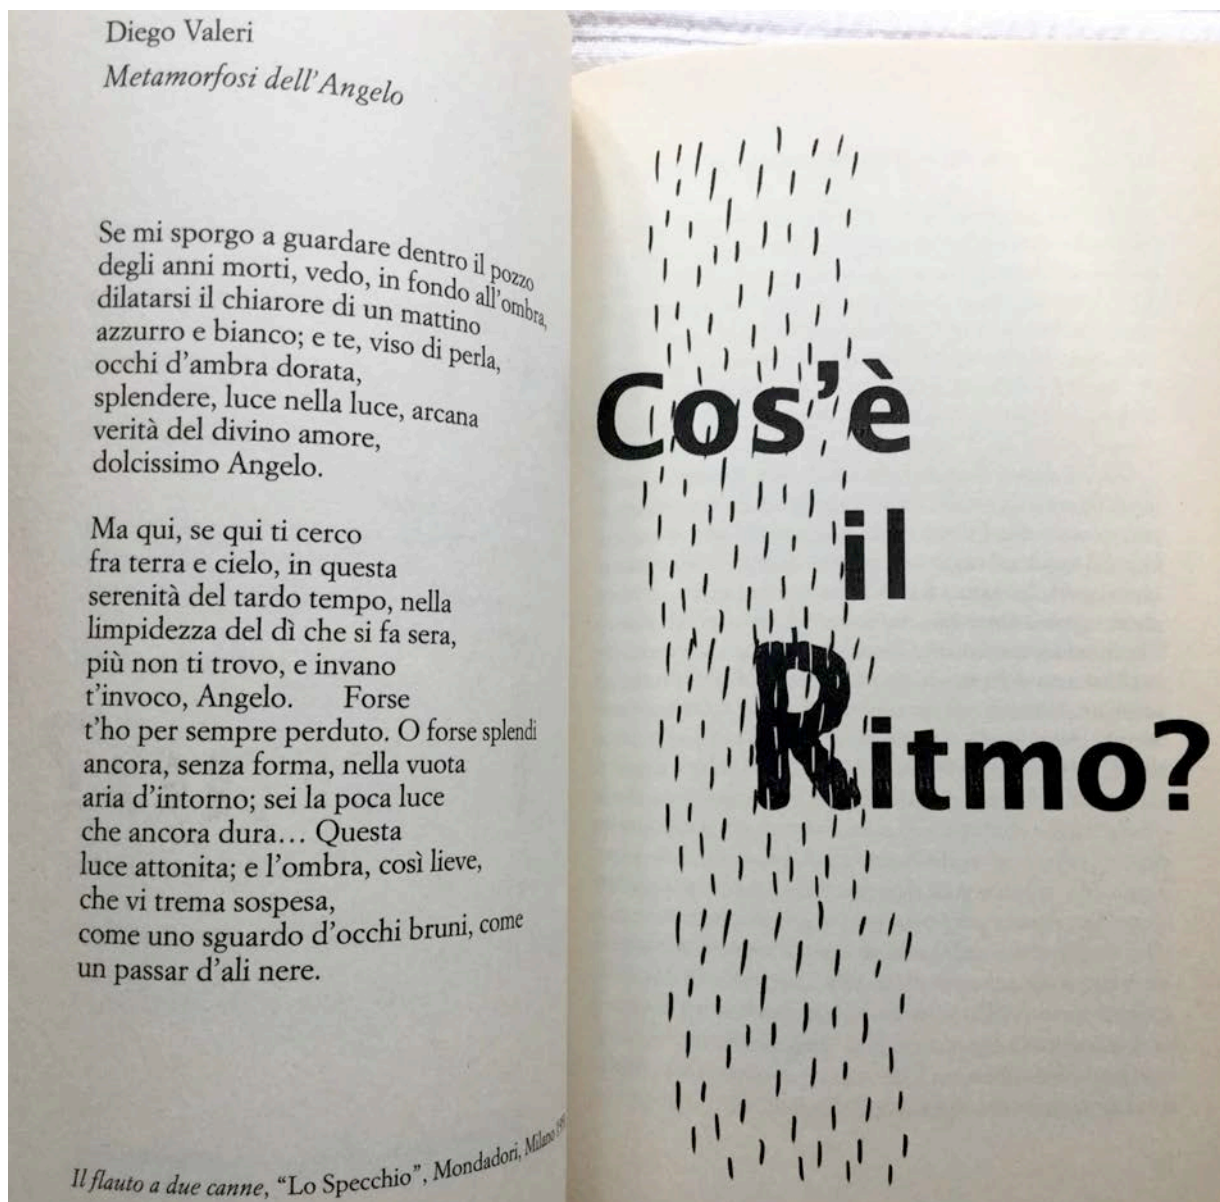 Diego Valeri
Metamorfosi dell'Angelo
Se mi sporgo a guardare dentro il pozzo
degli anni morti, vedo, in fondo all'ombra,
dilatarsi il chiarore di un mattino
azzurro e bianco; e te, viso di perla,
occhi d'ambra dorata,
splendere, luce nella luce, arcana
verità del divino amore,
dolcissimo Angelo.
Ma qui, se qui ti cerco
fra terra e cielo, in questa
serenità del tardo tempo, nella
limpidezza del dì che si fa sera,
più non ti trovo, e invano
t'invoco, Angelo. Forse
t'ho per sempre perduto. O forse splendi
ancora, senza forma, nella vuota
aria d'intorno; sei la poca luce
che ancora dura… Questa
luce attonita; e l'ombra, così lieve,
che vi trema sospesa,
come uno sguardo d'occhi bruni, come
un passar d'ali nere.
Il flauto a due canne, “Lo Specchio”, Mondadori, Milano
Cos'è
il
Ritmo?